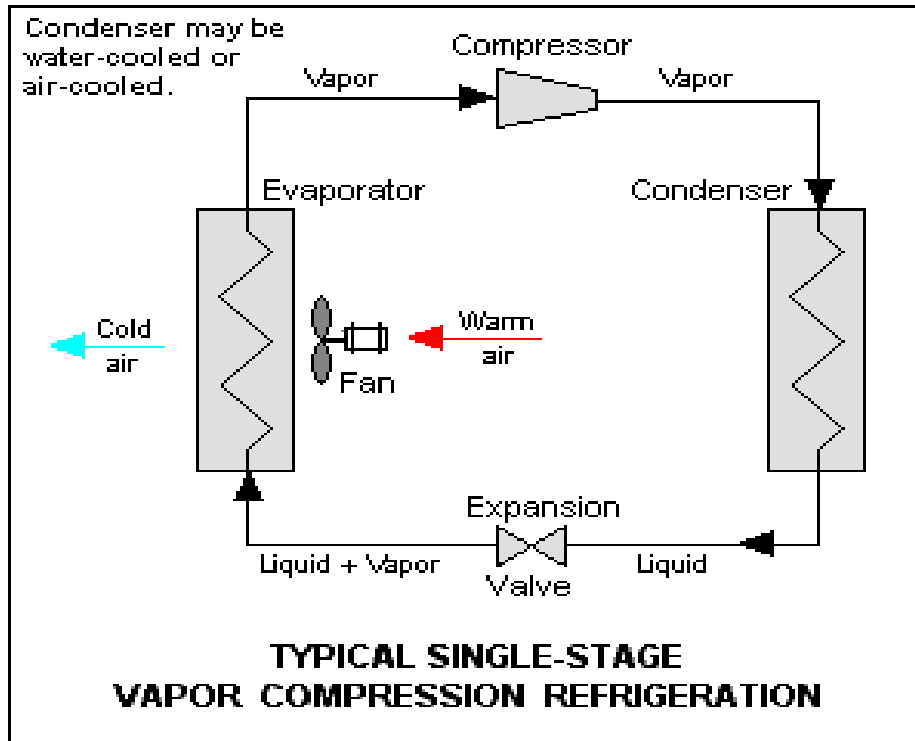 Condenser may be
water-cooled or
air-cooled.
Compressor
Vapor
Vapor
Evaporator
Condenser
Cold
air
Warm
air
Fan
Expansion
Valve
Liquid + Vapor
Liquid
TYPICAL SINGLE-STAGE
VAPOR COMPRESSION REFRIGERATION